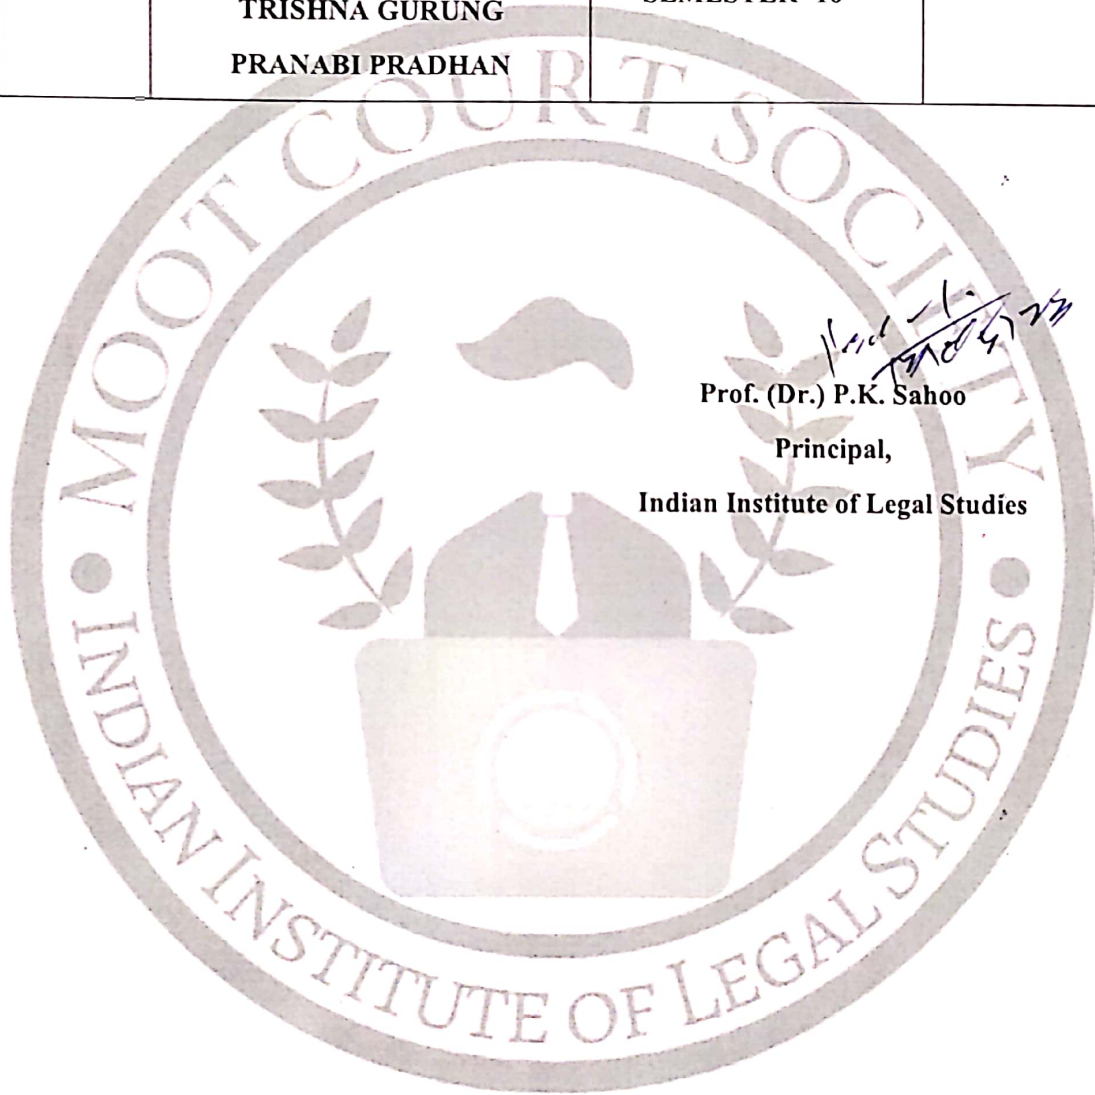 TRISHNA GURUNG
PRANABI PRADHAN
SEMESTER
MOOT COURT SOCIETY
Prof. (Dr.) P.K. Sahoo
Principal,
Indian Institute of Legal Studies
INDIAN INSTITUTE OF LEGAL STUDIES